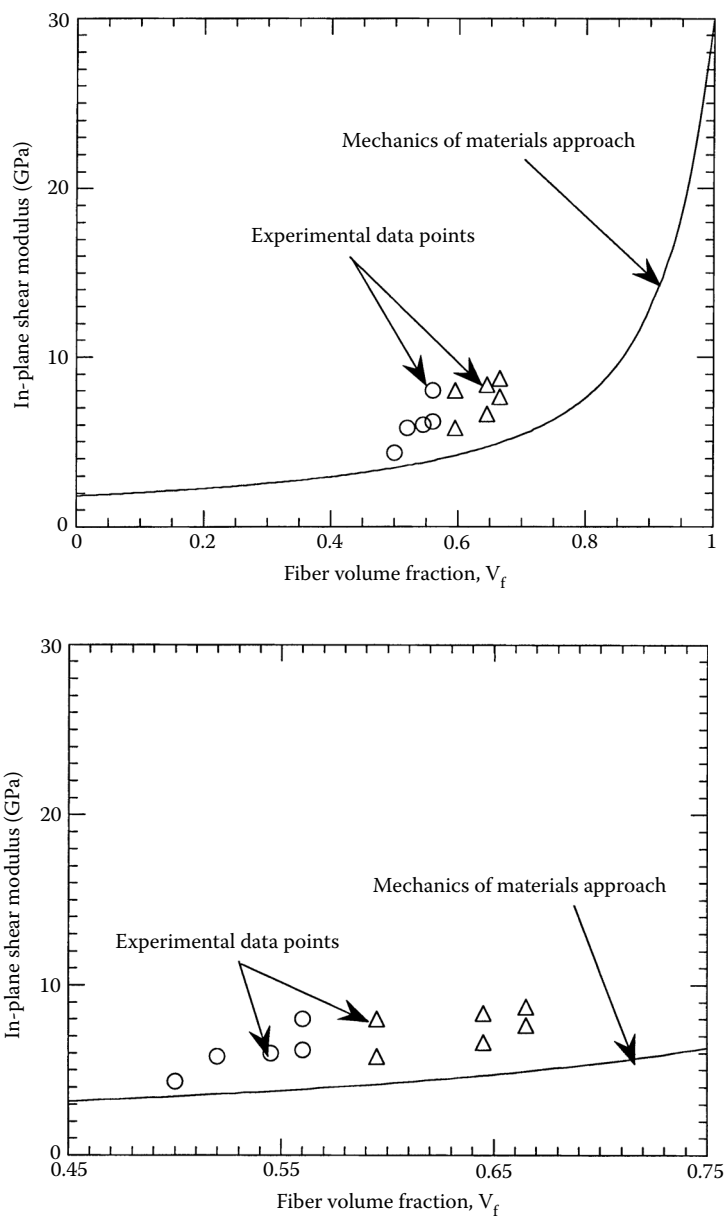 30
20
10
0
In-plane shear modulus (GPa)
Mechanics of materials approach
Experimental data points
0 0.2 0.4 0.6 0.8 1
Fiber volume fraction, V_f
30
20
10
0
In-plane shear modulus (GPa)
Mechanics of materials approach
Experimental data points
0.45 0.55 0.65 0.75
Fiber volume fraction, V_f